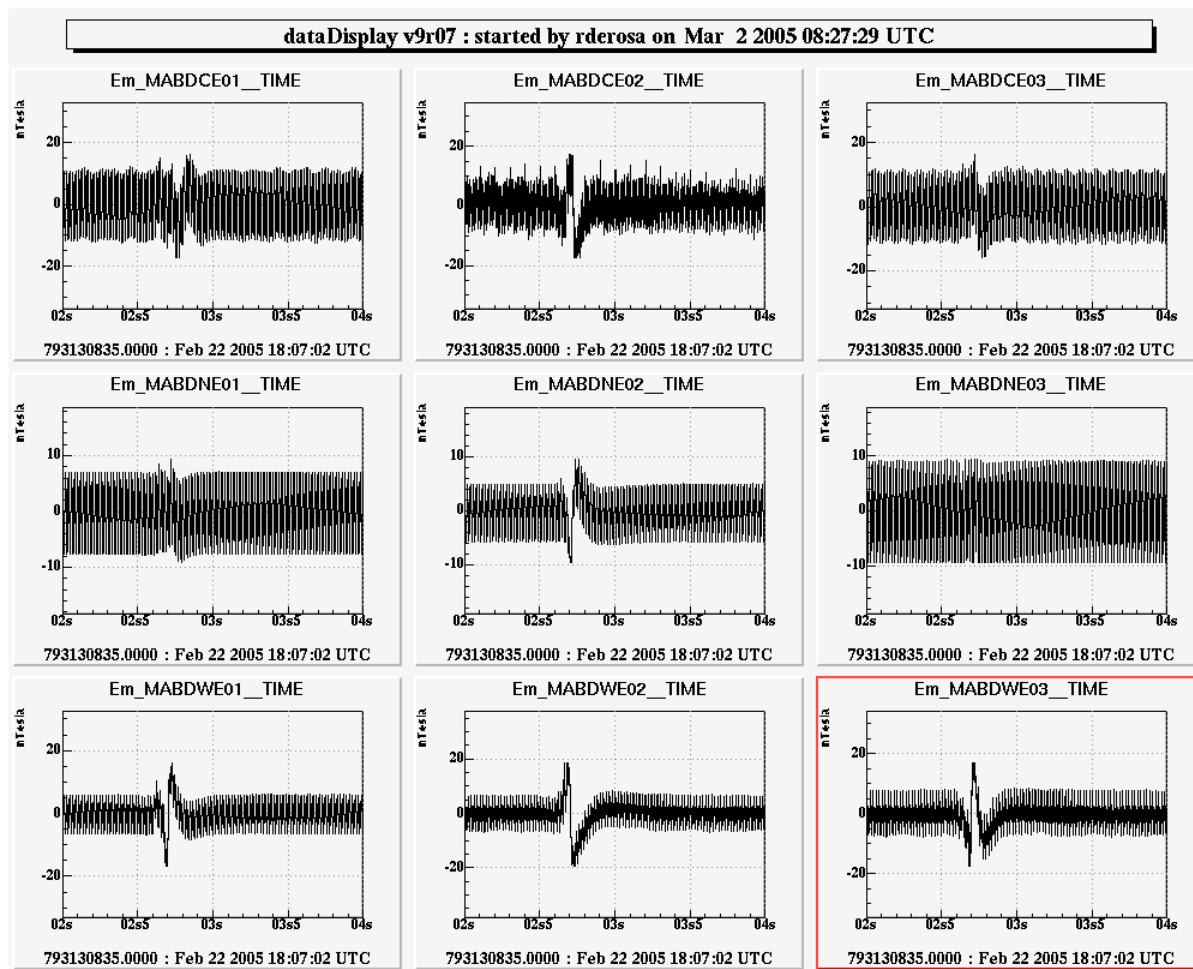 dataDisplay v9r07 : started by rderosa on Mar 2 2005 08:27:29 UTC
Em_MABDCE01__TIME
nTesla
20
0
-20
02s 02s5 03s 03s5 04s
793130835.0000 : Feb 22 2005 18:07:02 UTC
Em_MABDCE02__TIME
nTesla
20
0
-20
02s 02s5 03s 03s5 04s
793130835.0000 : Feb 22 2005 18:07:02 UTC
Em_MABDCE03__TIME
nTesla
20
0
-20
02s 02s5 03s 03s5 04s
793130835.0000 : Feb 22 2005 18:07:02 UTC
Em_MABDNE01__TIME
nTesla
10
0
-10
02s 02s5 03s 03s5 04s
793130835.0000 : Feb 22 2005 18:07:02 UTC
Em_MABDNE02__TIME
nTesla
10
0
-10
02s 02s5 03s 03s5 04s
793130835.0000 : Feb 22 2005 18:07:02 UTC
Em_MABDNE03__TIME
nTesla
10
0
-10
02s 02s5 03s 03s5 04s
793130835.0000 : Feb 22 2005 18:07:02 UTC
Em_MABDWE01__TIME
nTesla
20
0
-20
02s 02s5 03s 03s5 04s
793130835.0000 : Feb 22 2005 18:07:02 UTC
Em_MABDWE02__TIME
nTesla
20
0
-20
02s 02s5 03s 03s5 04s
793130835.0000 : Feb 22 2005 18:07:02 UTC
Em_MABDWE03__TIME
nTesla
20
0
-20
02s 02s5 03s 03s5 04s
793130835.0000 : Feb 22 2005 18:07:02 UTC